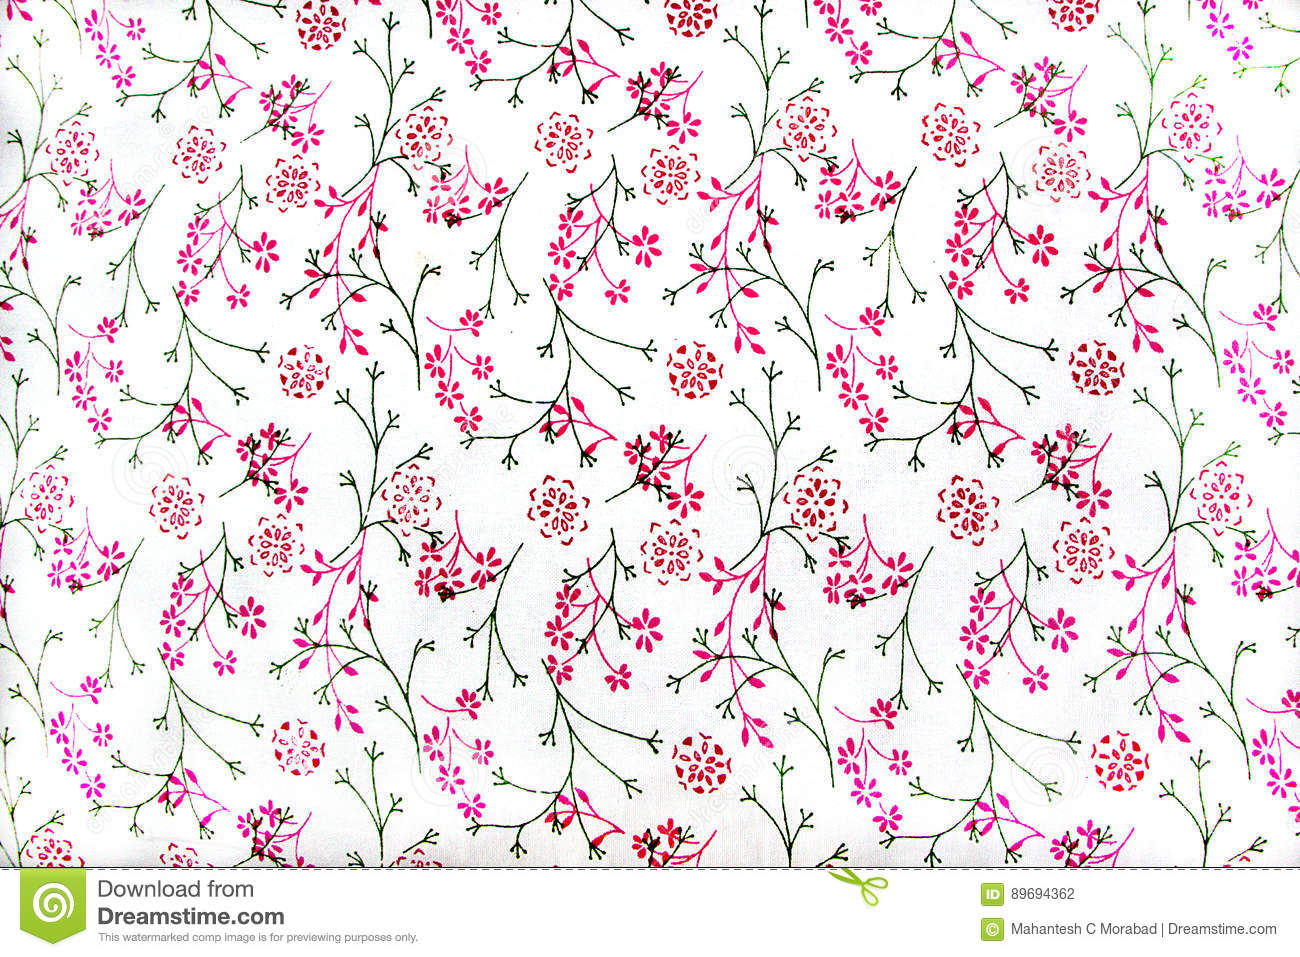 Download from
Dreamstime.com
This watermarked comp image is for previewing purposes only.
ID 89694362
© Mahantesh C Morabad | Dreamstime.com